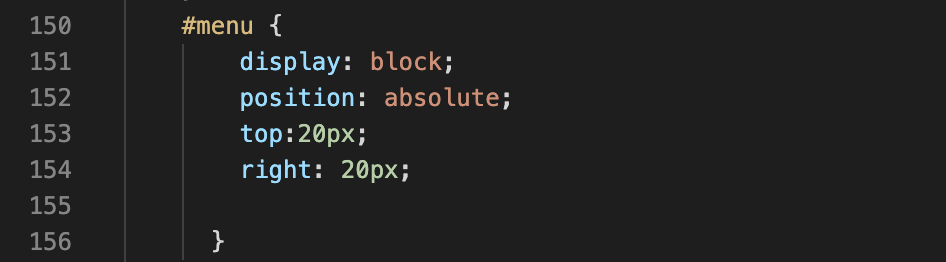 150 #menu {
151 display: block;
152 position: absolute;
153 top:20px;
154 right: 20px;
155
156 }